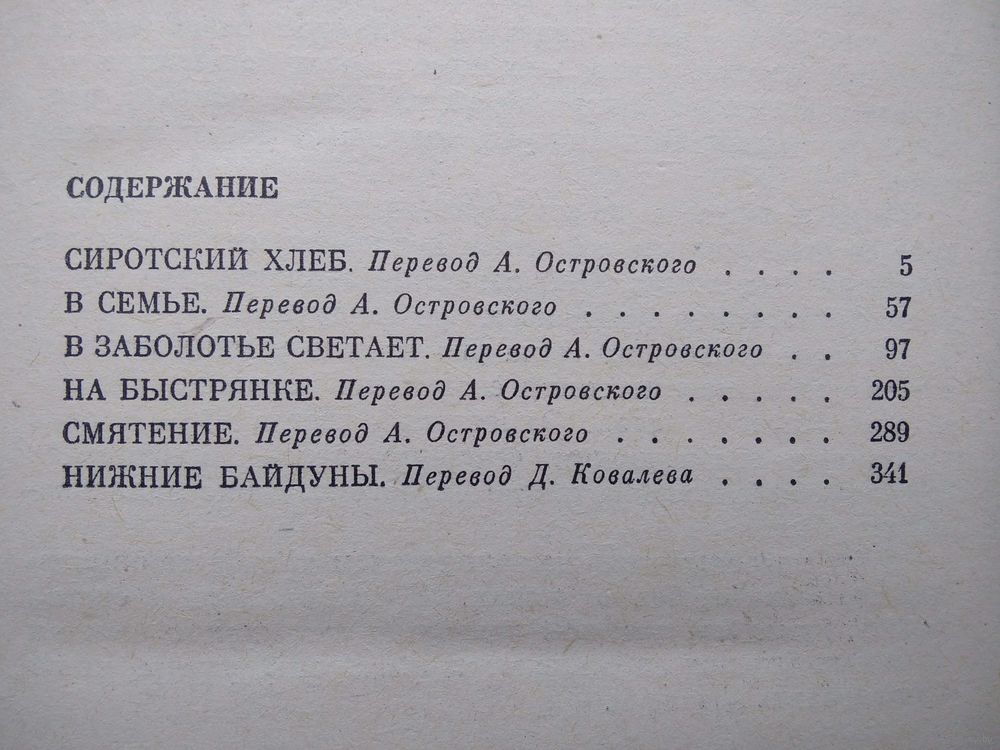 СОДЕРЖАНИЕ
СИРОТСКИЙ ХЛЕБ. Перевод А. Островского . . . . 5
В СЕМЬЕ. Перевод А. Островского . . . . . . . . 57
В ЗАБОЛОТЬЕ СВЕТАЕТ. Перевод А. Островского . . 97
НА БЫСТРЯНКЕ. Перевод А. Островского . . . . . 205
СМЯТЕНИЕ. Перевод А. Островского . . . . . . . 289
НИЖНИЕ БАЙДУНЫ. Перевод Д. Ковалева . . . . 341